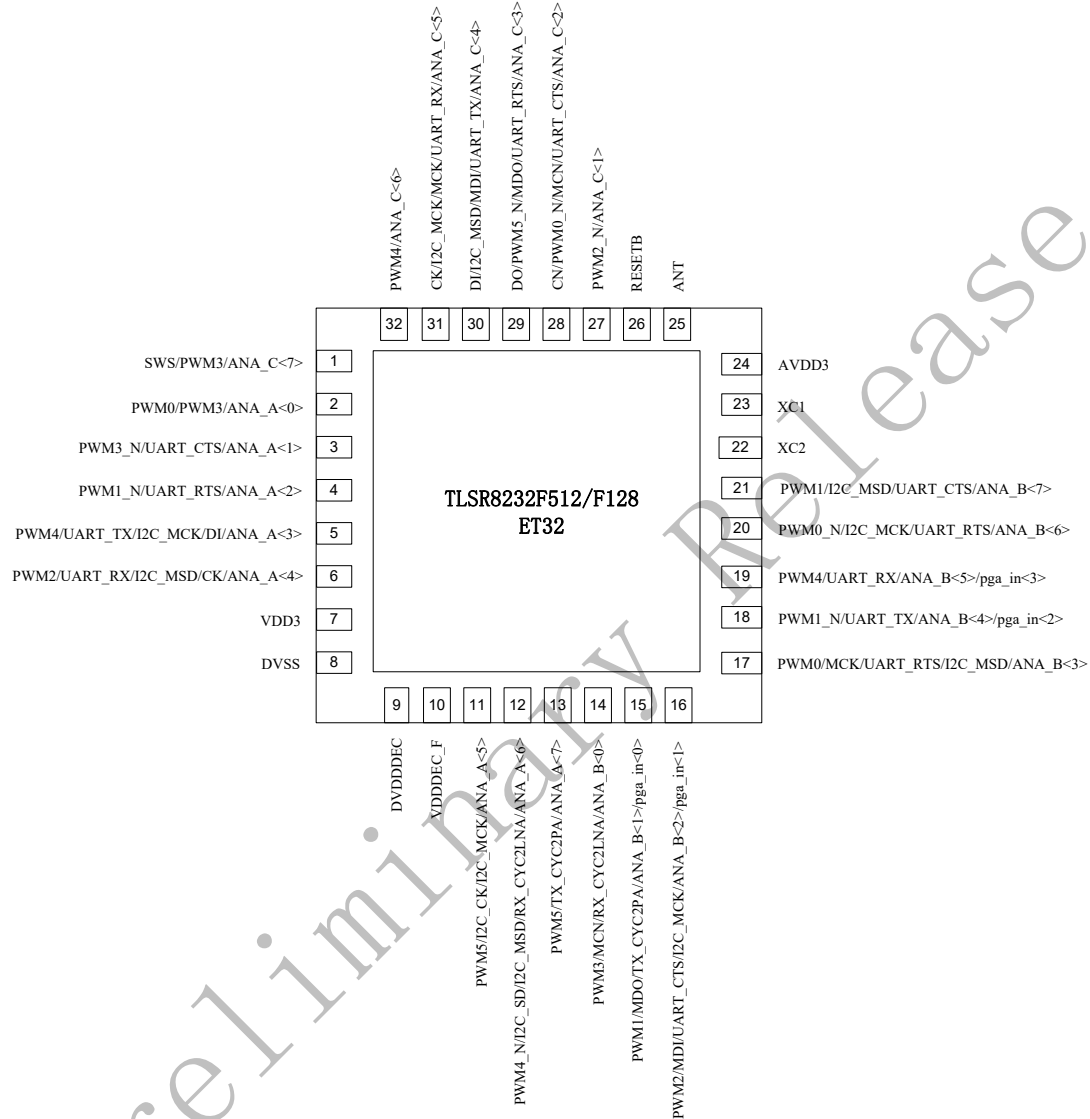 PWM4/ANA_C<6>
CK/I2C_MCK/MCK/UART_RX/ANA_C<5>
DI/I2C_MSD/MDI/UART_TX/ANA_C<4>
DO/PWM5_N/MDO/UART_RTS/ANA_C<3>
CN/PWM0_N/MCN/UART_CTS/ANA_C<2>
PWM2_N/ANA_C<1>
RESETB
ANT
32
31
30
29
28
27
26
25
SWS/PWM3/ANA_C<7>
1
PWM0/PWM3/ANA_A<0>
2
PWM3_N/UART_CTS/ANA_A<1>
3
PWM1_N/UART_RTS/ANA_A<2>
4
PWM4/UART_TX/I2C_MCK/DI/ANA_A<3>
5
PWM2/UART_RX/I2C_MSD/CK/ANA_A<4>
6
VDD3
7
DVSS
8
TLSR8232F512/F128
ET32
24
AVDD3
23
XC1
22
XC2
21
PWM1/I2C_MSD/UART_CTS/ANA_B<7>
20
PWM0_N/I2C_MCK/UART_RTS/ANA_B<6>
19
PWM4/UART_RX/ANA_B<5>/pga_in<3>
18
PWM1_N/UART_TX/ANA_B<4>/pga_in<2>
17
PWM0/MCK/UART_RTS/I2C_MSD/ANA_B<3>
9
10
11
12
13
14
15
16
DVDDDEC
VDDDEC_F
PWM5/I2C_CK/I2C_MCK/ANA_A<5>
PWM4_N/I2C_SD/I2C_MSD/RX_CYC2LNA/ANA_A<6>
PWM5/TX_CYC2PA/ANA_A<7>
PWM3/MCN/RX_CYC2LNA/ANA_B<0>
PWM1/MDO/TX_CYC2PA/ANA_B<1>/pga_in<0>
PWM2/MDI/UART_CTS/I2C_MCK/ANA_B<2>/pga_in<1>
reliminary Release